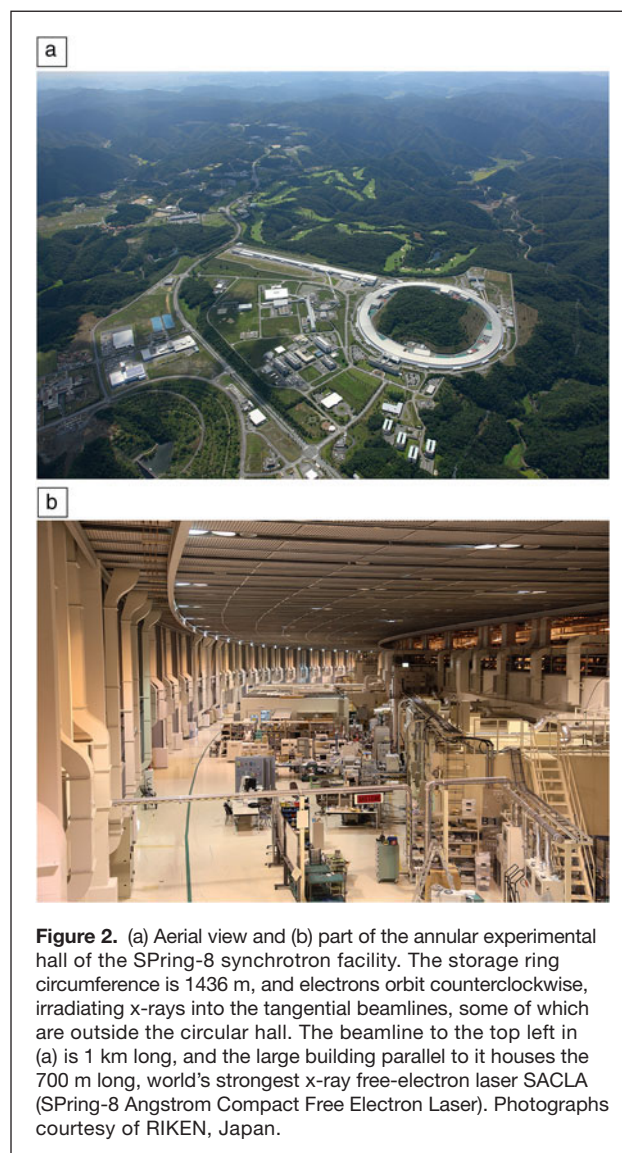 a
b
Figure 2. (a) Aerial view and (b) part of the annular experimental
hall of the SPring-8 synchrotron facility. The storage ring
circumference is 1436 m, and electrons orbit counterclockwise,
irradiating x-rays into the tangential beamlines, some of which
are outside the circular hall. The beamline to the top left in
(a) is 1 km long, and the large building parallel to it houses the
700 m long, world’s strongest x-ray free-electron laser SACLA
(SPring-8 Angstrom Compact Free Electron Laser). Photographs
courtesy of RIKEN, Japan.